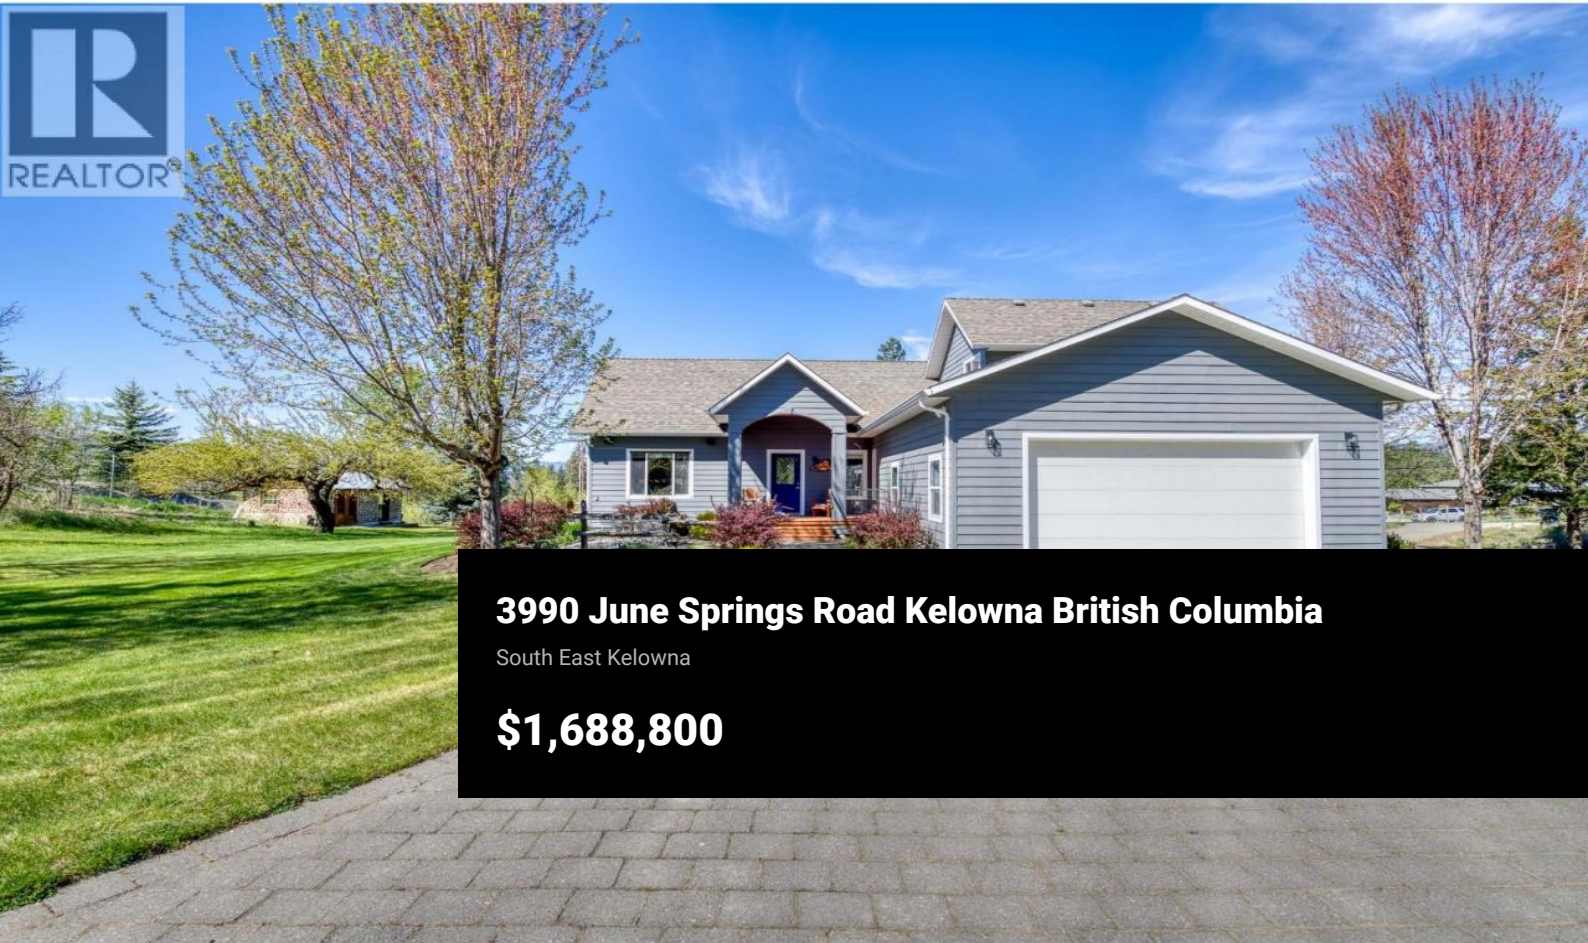 REALTOR®
3990 June Springs Road Kelowna British Columbia
South East Kelowna
$1,688,800